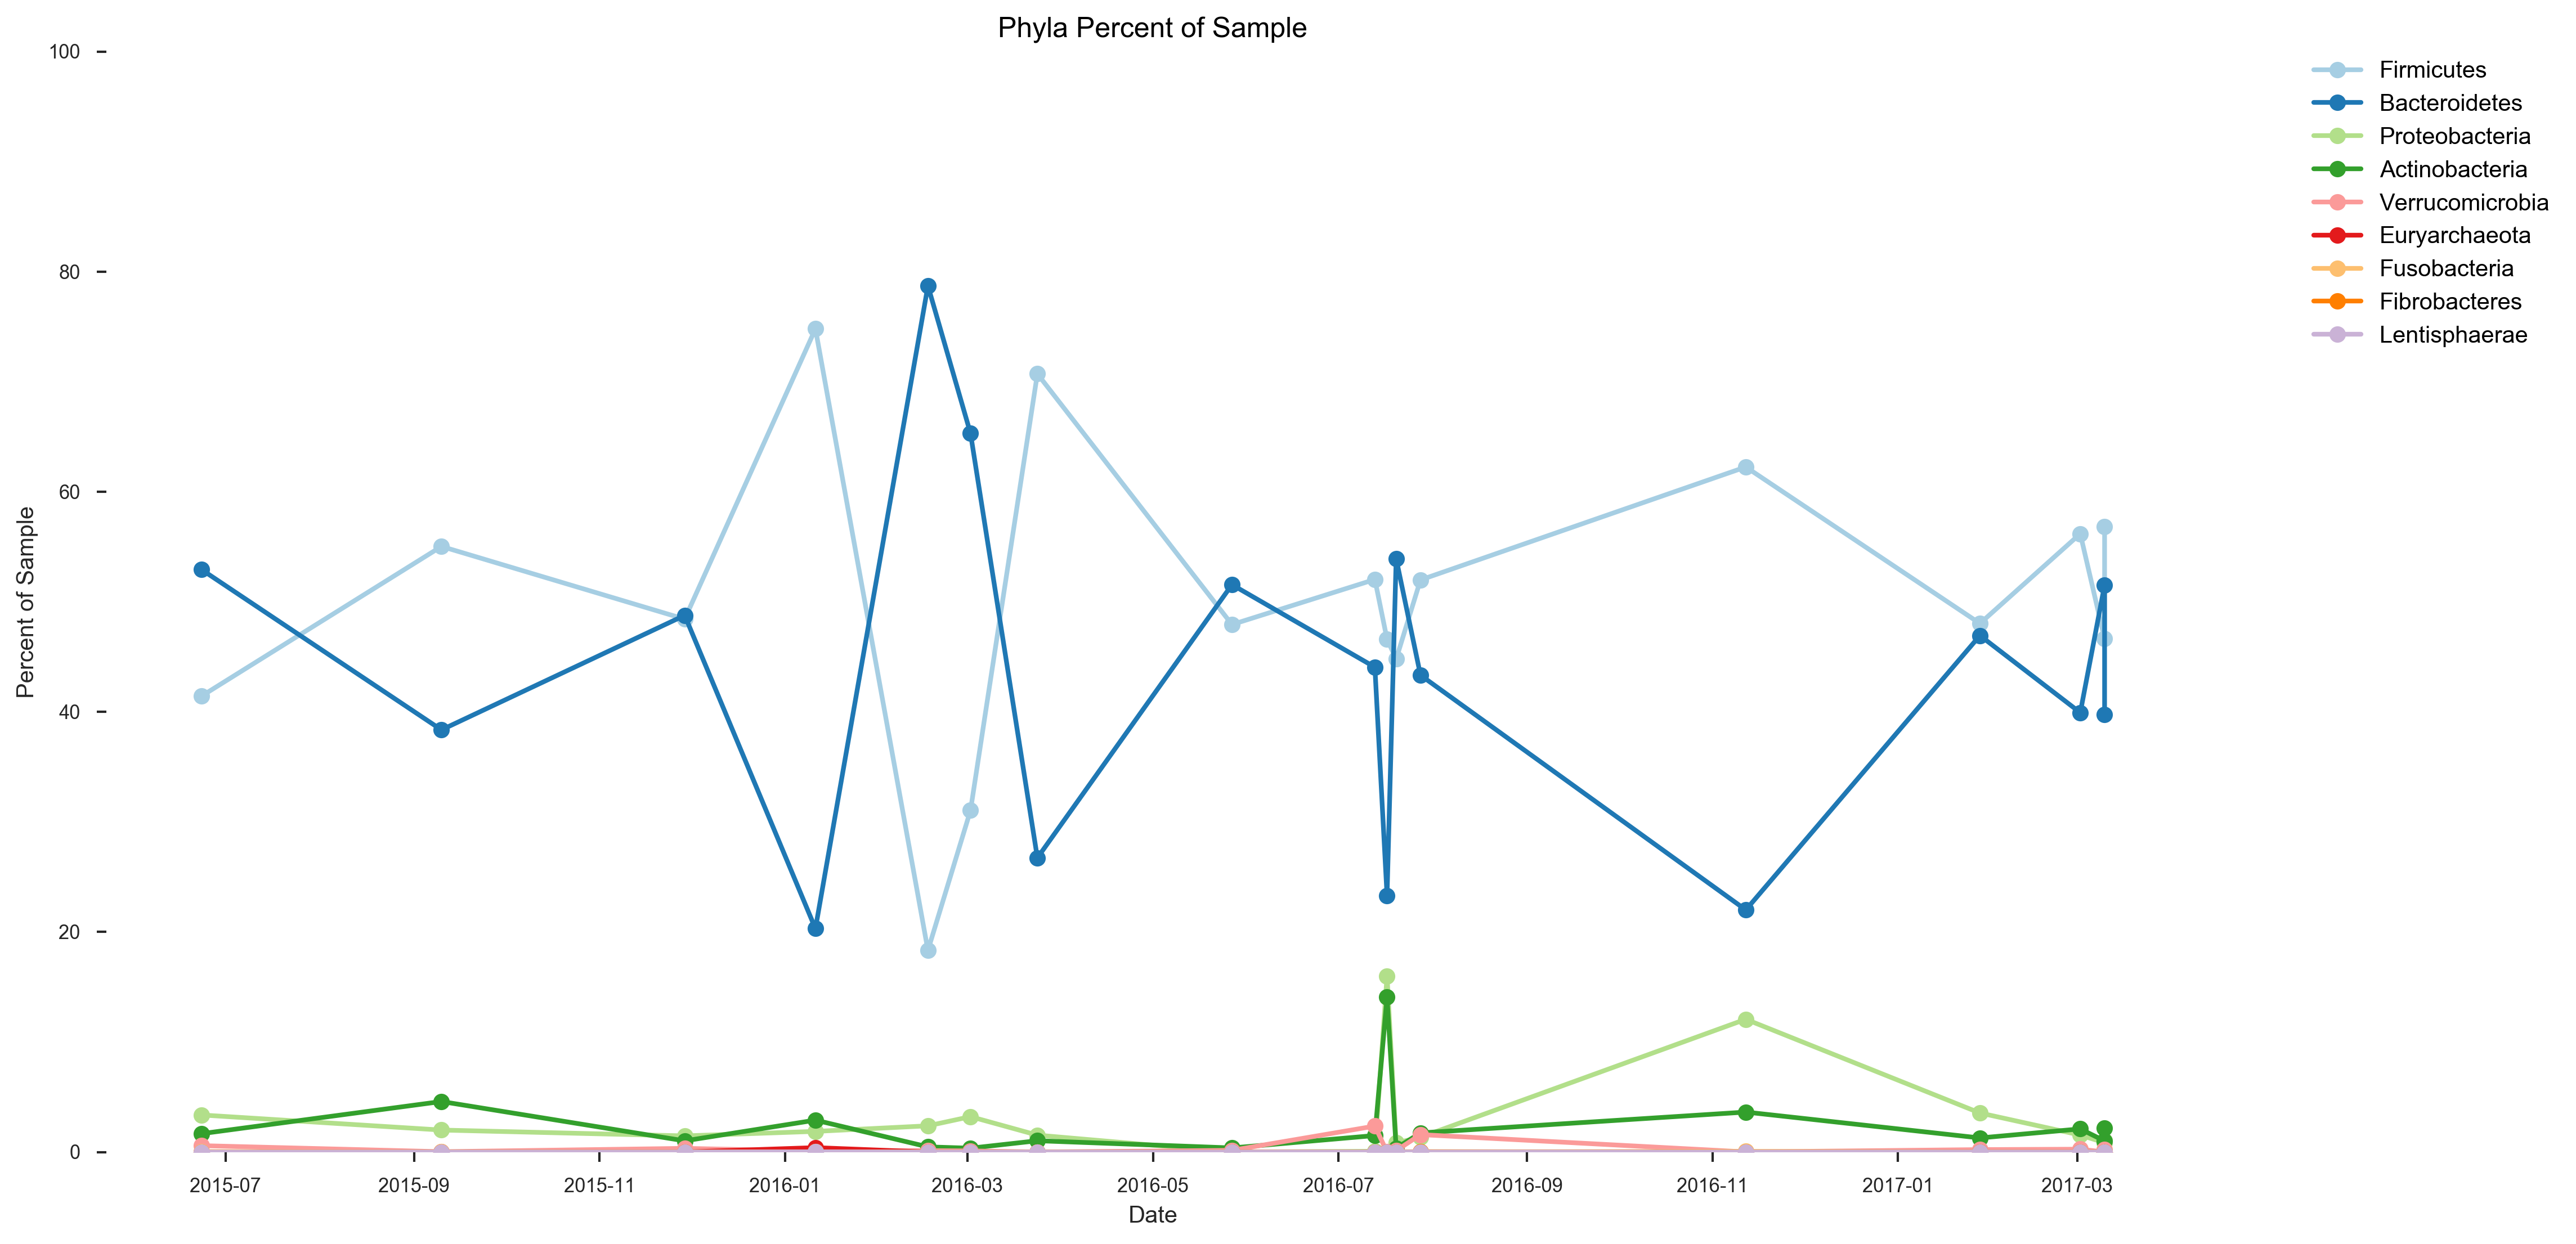 Phyla Percent of Sample
100
80
60
40
20
0
Percent of Sample
2015-07
2015-09
2015-11
2016-01
2016-03
2016-05
2016-07
2016-09
2016-11
2017-01
2017-03
Date
Firmicutes
Bacteroidetes
Proteobacteria
Actinobacteria
Verrucomicrobia
Euryarchaeota
Fusobacteria
Fibrobacteres
Lentisphaerae